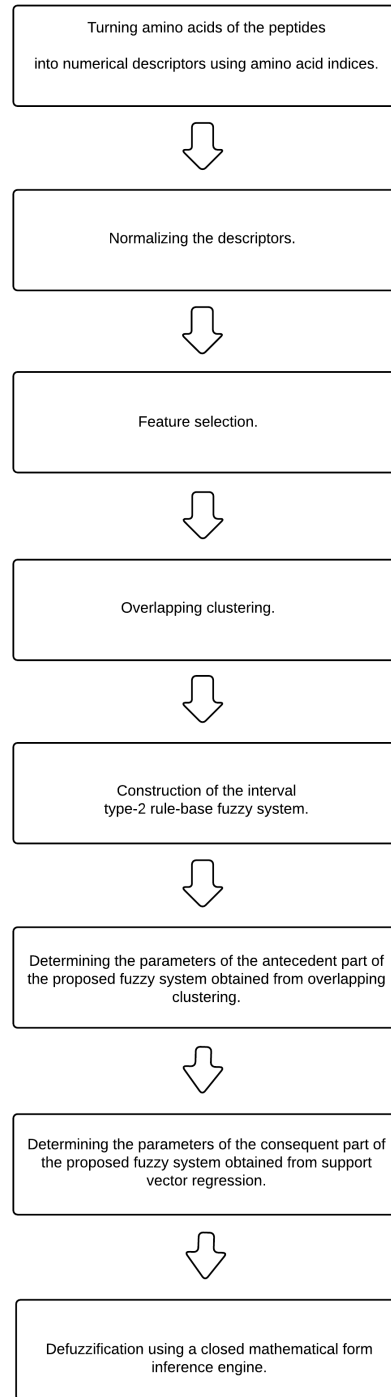 Turning amino acids of the peptides
into numerical descriptors using amino acid indices.
Normalizing the descriptors.
Feature selection.
Overlapping clustering.
Construction of the interval
type-2 rule-base fuzzy system.
Determining the parameters of the antecedent part of
the proposed fuzzy system obtained from overlapping
clustering.
Determining the parameters of the consequent part of
the proposed fuzzy system obtained from support
vector regression.
Defuzzification using a closed mathematical form
inference engine.